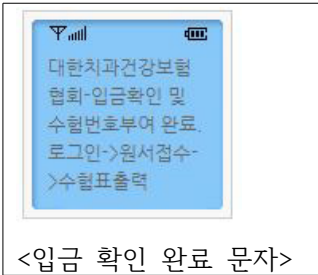 대한치과건강보험
협회-입금확인 및
수험번호부여 완료.
로그인->원서접수-
>수험표출력
<입금 확인 완료 문자>